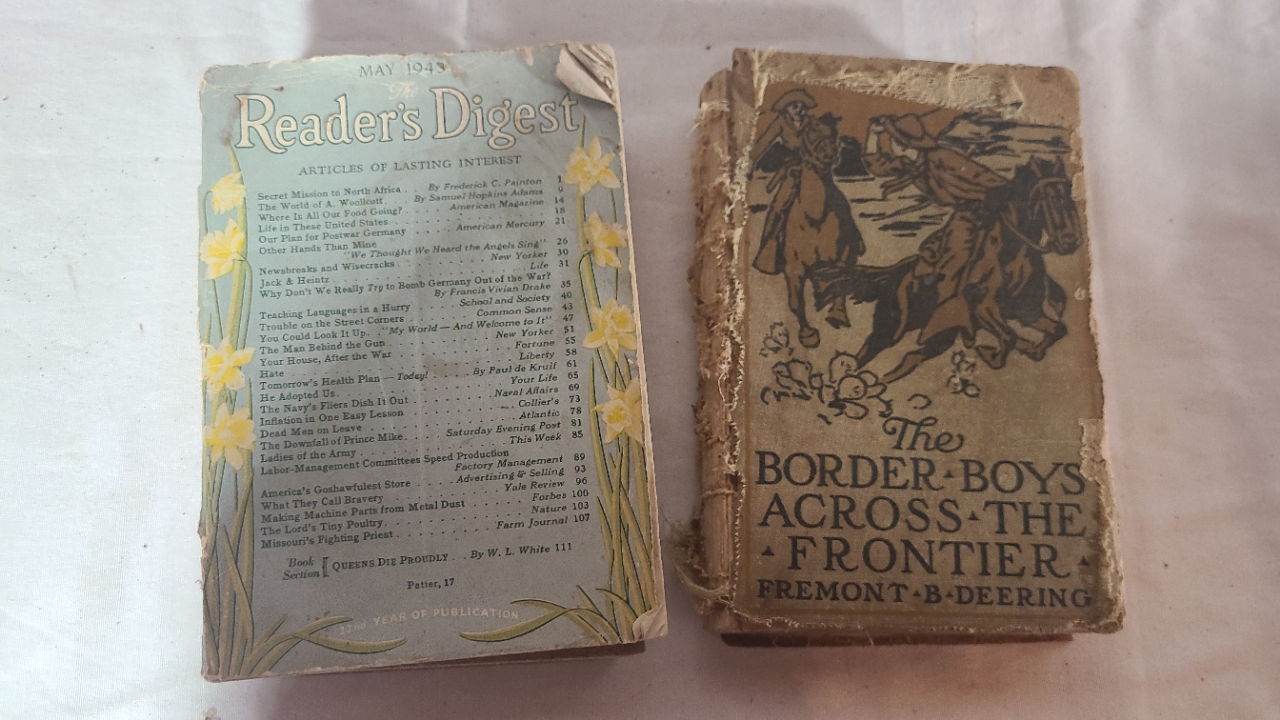 MAY 1943
The
Reader's Digest
ARTICLES OF LASTING INTEREST
Secret Mission to North Africa . . By Frederick C. Painton 1
The World of A. Woollcott . By Samuel Hopkins Adams 9
Where Is All Our Food Going? . . . American Magazine 14
Life in These United States . . . 18
Our Plan for Postwar Germany . . . American Mercury 21
Other Hands Than Mine
"We Thought We Heard the Angels Sing" 26
Newsbreaks and Wisecracks . . . New Yorker 30
Jack & Heintz . . . Life 31
Why Don't We Really Try to Bomb Germany Out of the War?
By Francis Vivian Drake 35
Teaching Languages in a Hurry . . . School and Society 40
Trouble on the Street Corners . . . Common Sense 43
You Could Look It Up . . "My World — And Welcome to It" 47
The Man Behind the Gun . . . New Yorker 51
Your House, After the War . . . Fortune 55
Hate . . . Liberty 58
Tomorrow's Health Plan — Today! . . . By Paul de Kruif 61
He Adopted Us . . . Your Life 65
The Navy's Fliers Dish It Out . . . Naval Affairs 69
Inflation in One Easy Lesson . . . Collier's 73
Dead Men on Leave . . . Atlantic 78
The Downfall of Prince Mike . . . Saturday Evening Post 81
Ladies of the Army . . . This Week 85
Labor-Management Committees Speed Production
Factory Management 89
America's Goshawfulest Store . . . Advertising & Selling 93
What They Call Bravery . . . Yale Review 96
Making Machine Parts from Metal Dust . . . Forbes 100
The Lord's Tiny Poultry . . . Nature 103
Missouri's Fighting Priest . . . Farm Journal 107
Book
Section [ QUEENS DIE PROUDLY . . By W. L. White 111
Patter, 17
22nd YEAR OF PUBLICATION
The
BORDER BOYS
ACROSS THE
FRONTIER
FREMONT B DEERING